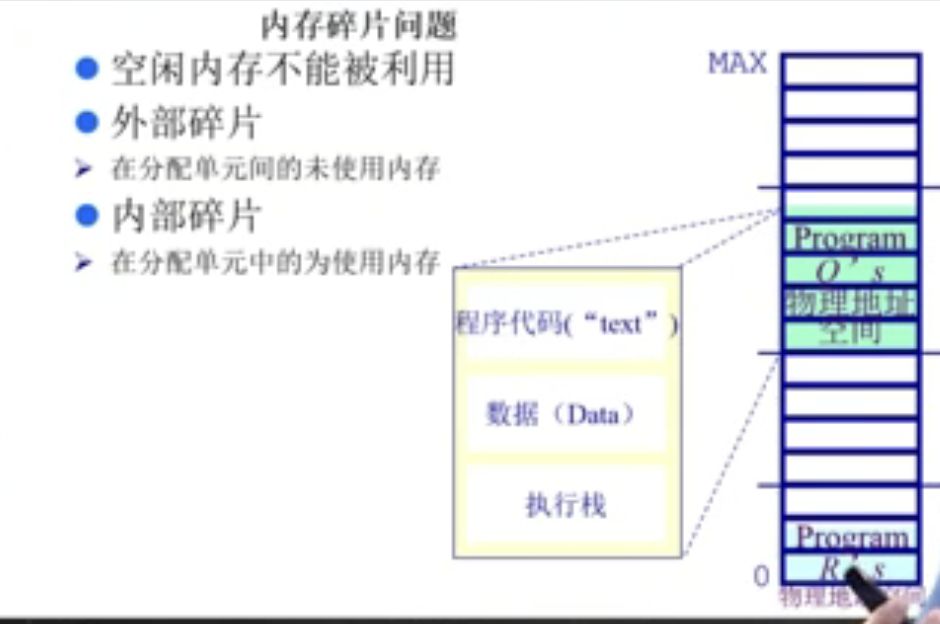 内存碎片问题
空闲内存不能被利用
外部碎片
在分配单元间的未使用内存
内部碎片
在分配单元中的为使用内存
程序代码(“text”)
数据（Data）
执行栈
MAX
Program
Q’s
物理地址
空间
Program
R’s
0
物理地